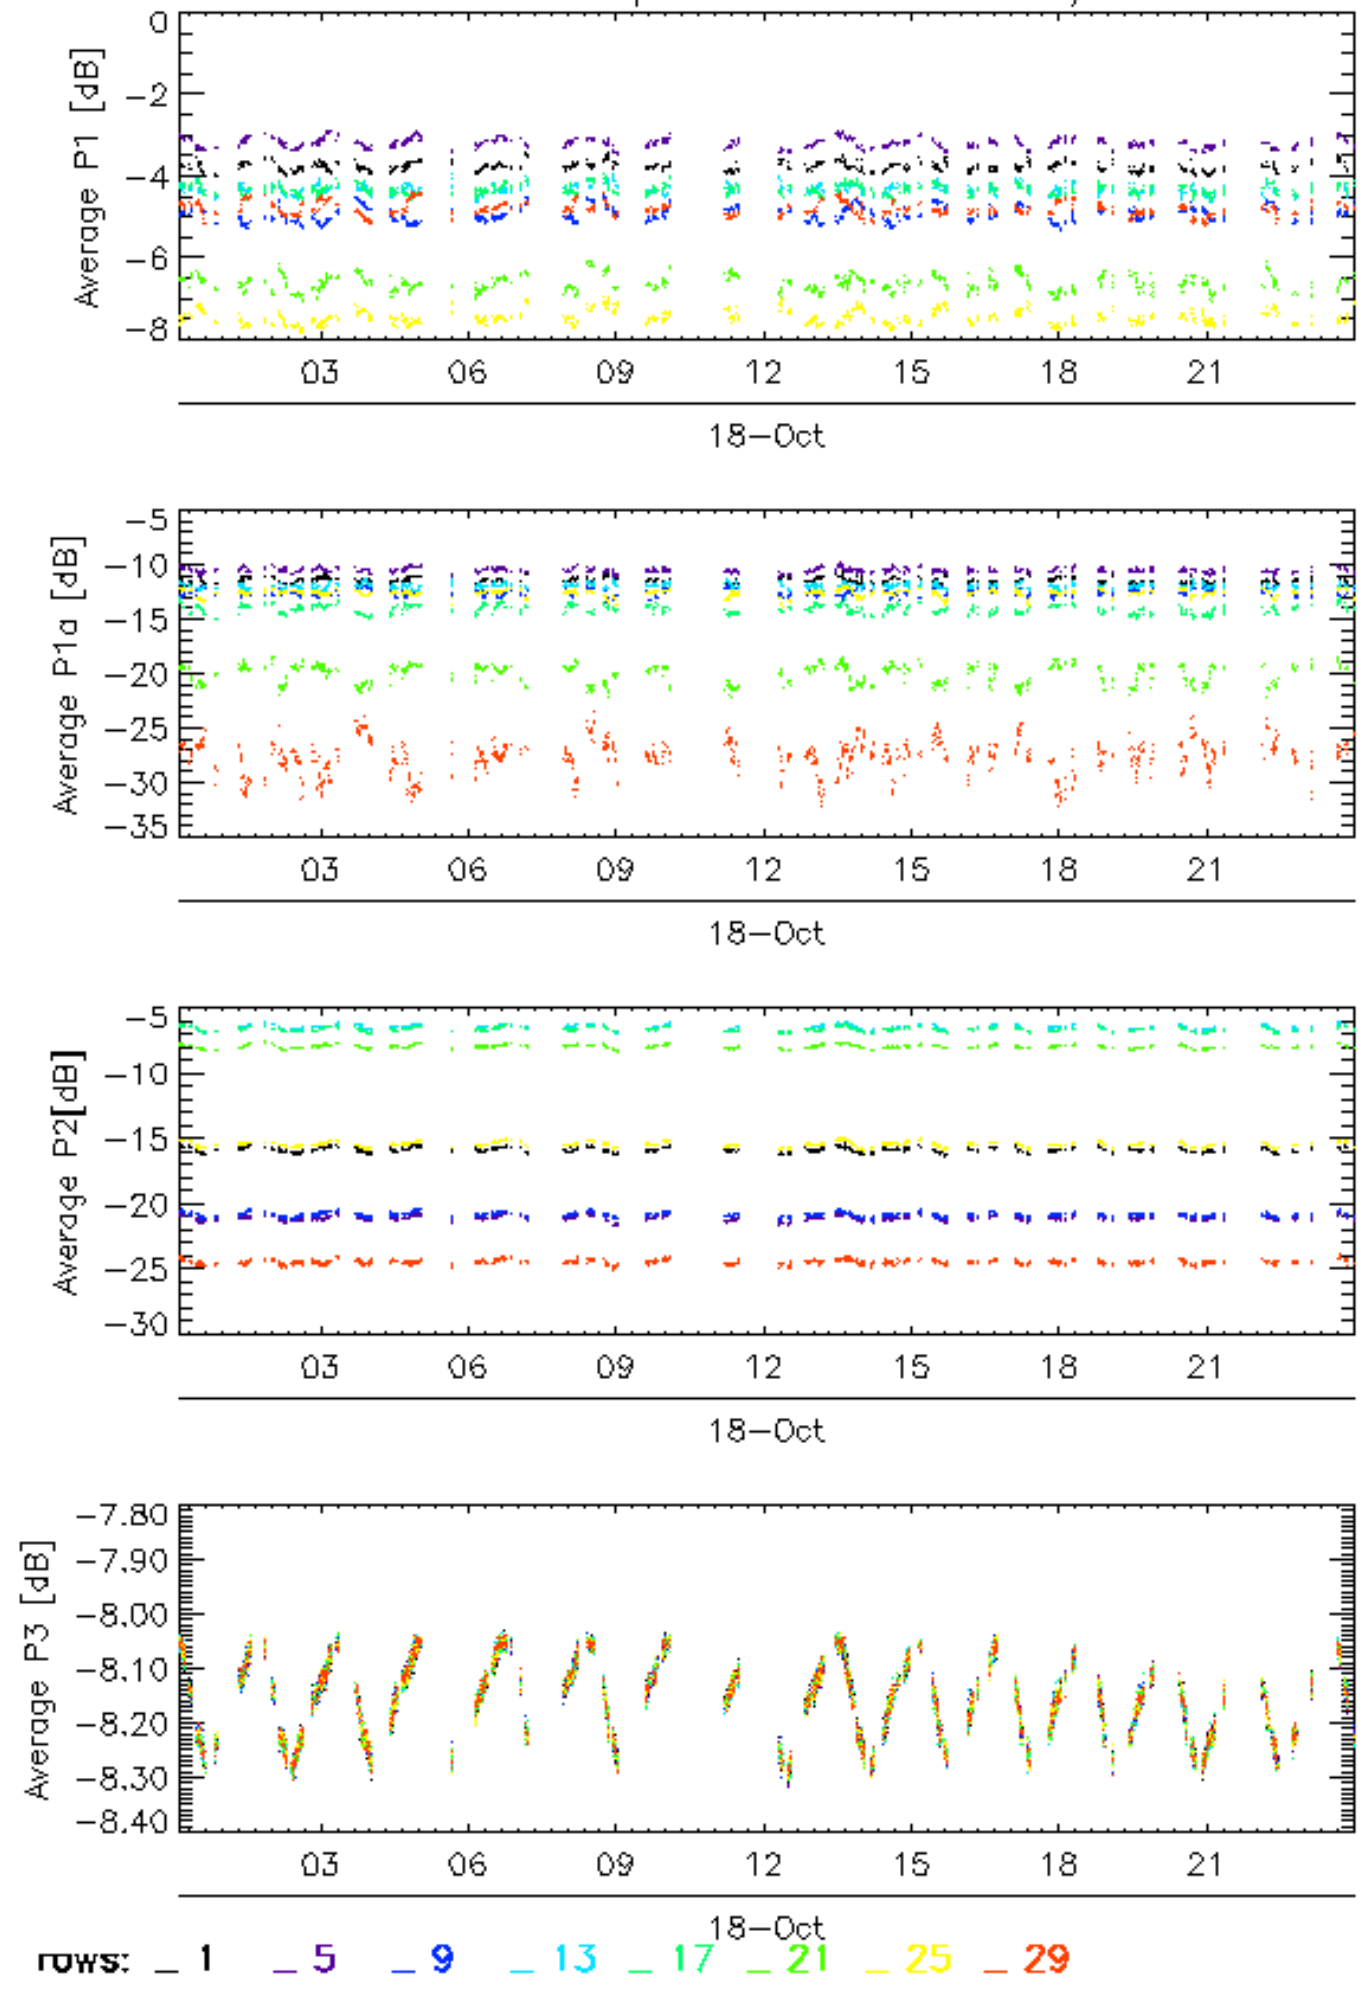 0
-2
-4
-6
-8
Average P1 [dB]
03 06 09 12 15 18 21
18-Oct
-5
-10
-15
-20
-25
-30
-35
Average P1a [dB]
03 06 09 12 15 18 21
18-Oct
-5
-10
-15
-20
-25
-30
Average P2[dB]
03 06 09 12 15 18 21
18-Oct
-7.80
-7.90
-8.00
-8.10
-8.20
-8.30
-8.40
Average P3 [dB]
03 06 09 12 15 18 21
18-Oct
rows: _ 1 _ 5 _ 9 _ 13 _ 17 _ 21 _ 25 _ 29